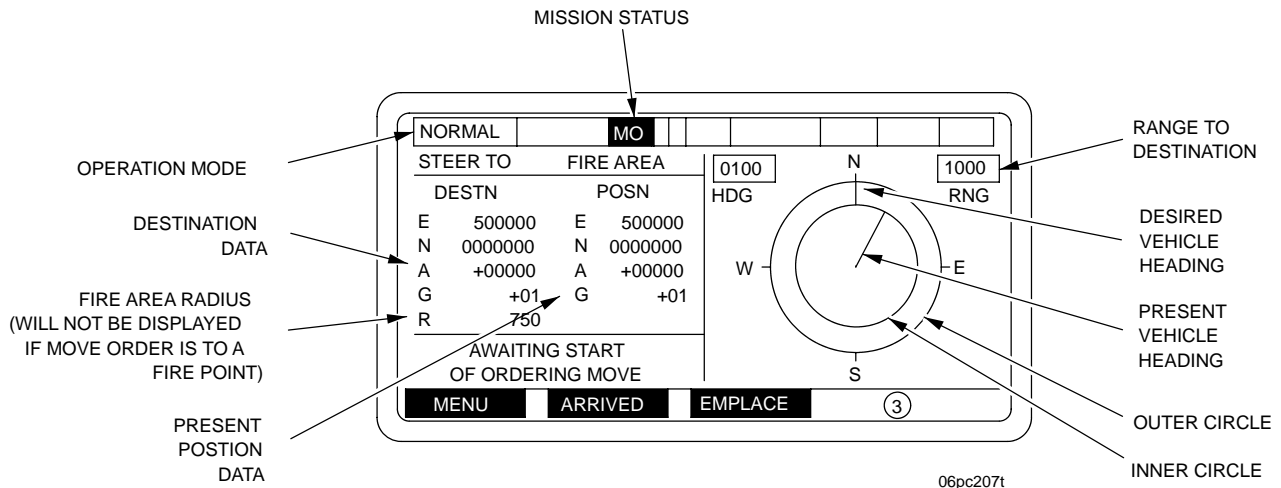 MISSION STATUS
OPERATION MODE
DESTINATION
DATA
FIRE AREA RADIUS
(WILL NOT BE DISPLAYED
IF MOVE ORDER IS TO A
FIRE POINT)
PRESENT
POSTION
DATA
NORMAL MO
STEER TO FIRE AREA
DESTN POSN
E 500000 E 500000
N 0000000 N 0000000
A +00000 A +00000
G +01 G +01
R 750
AWAITING START
OF ORDERING MOVE
0100
HDG
N
1000
RNG
W
E
S
MENU ARRIVED EMPLACE 3
RANGE TO
DESTINATION
DESIRED
VEHICLE
HEADING
PRESENT
VEHICLE
HEADING
OUTER CIRCLE
INNER CIRCLE
06pc207t